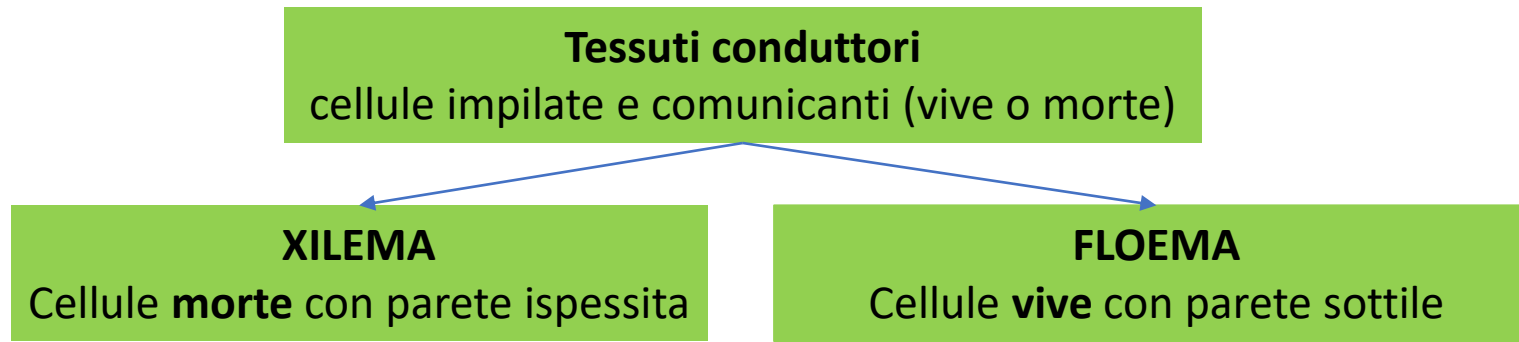 Tessuti conduttori
cellule impilate e comunicanti (vive o morte)
XILEMA
Cellule morte con parete ispessita
FLOEMA
Cellule vive con parete sottile